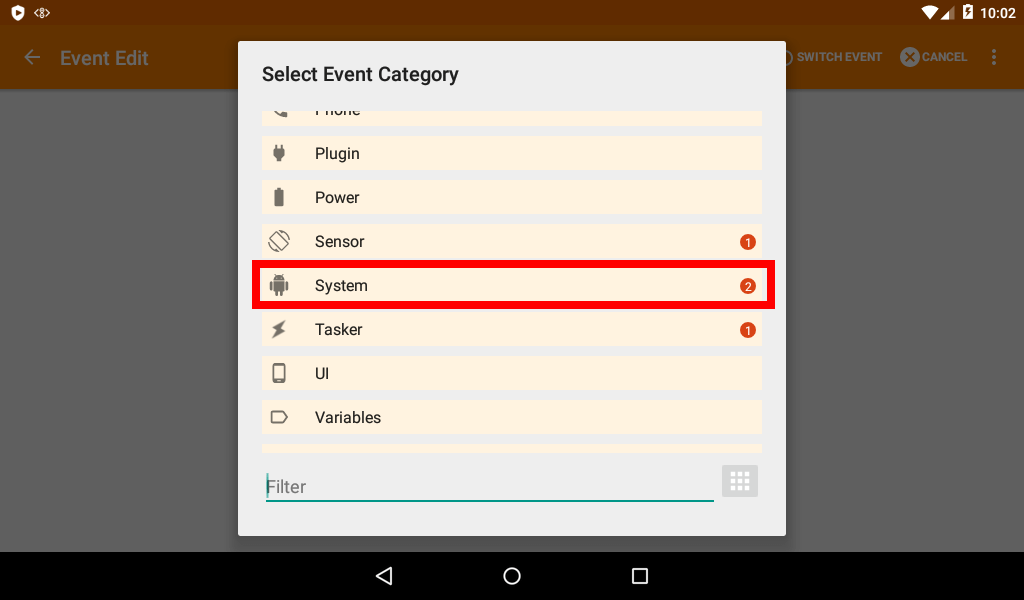 10:02
Event Edit
SWITCH EVENT
CANCEL
Select Event Category
Phone
Plugin
Power
Sensor 1
System 2
Tasker 1
UI
Variables
Filter